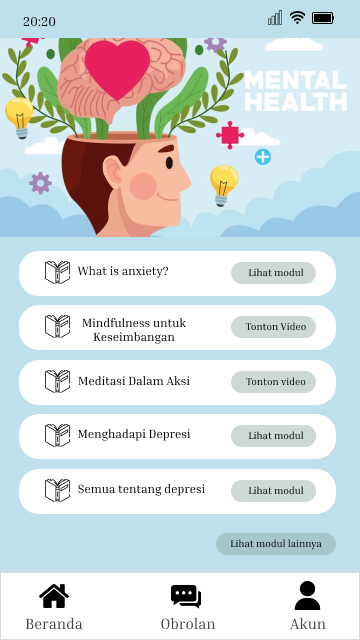 20:20
MENTAL
HEALTH
What is anxiety?
Lihat modul
Mindfulness untuk
Keseimbangan
Tonton Video
Meditasi Dalam Aksi
Tonton video
Menghadapi Depresi
Lihat modul
Semua tentang depresi
Lihat modul
Lihat modul lainnya
Beranda
Obrolan
Akun